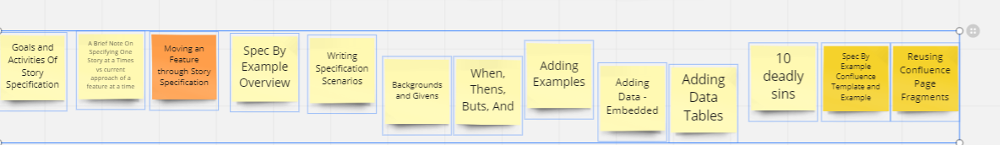 Goals and
Activities Of
Story
Specification
A Brief Note On
Specifying One
Story at a Times
vs current
approach of a
feature at a time
Moving an
Feature
through Story
Specification
Spec By
Example
Overview
Writing
Specification
Scenarios
Backgrounds
and Givens
When,
Thens,
Buts, And
Adding
Examples
Adding
Data -
Embedded
Adding
Data
Tables
10
deadly
sins
Spec By
Example
Confluence
Template and
Example
Reusing
Confluence
Page
Fragments